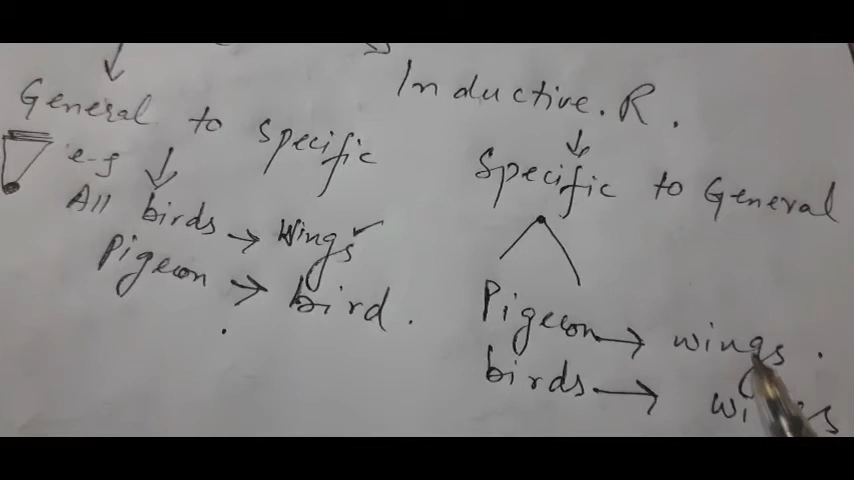 General to specific
e-g
All birds → wings ✓
Pigeon → bird.
Inductive. R.
Specific to General
Pigeon → wings.
birds →